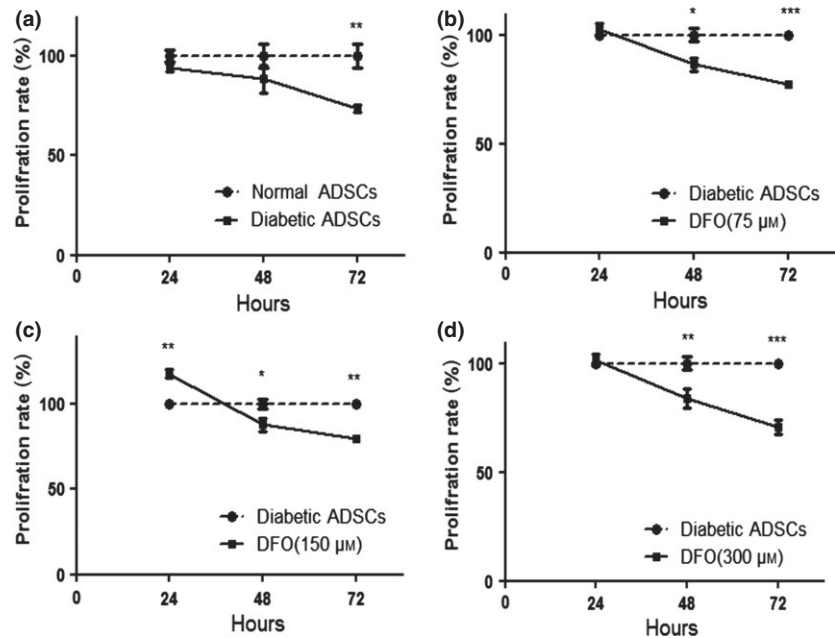 (a)
**
Prolifration rate (%)
100
50
0
Normal ADSCs
Diabetic ADSCs
0 24 48 72
Hours
(b)
* ***
Prolifration rate (%)
100
50
0
Diabetic ADSCs
DFO(75 μM)
0 24 48 72
Hours
(c)
** * **
Prolifration rate (%)
100
50
0
Diabetic ADSCs
DFO(150 μM)
0 24 48 72
Hours
(d)
** ***
Prolifration rate (%)
100
50
0
Diabetic ADSCs
DFO(300 μM)
0 24 48 72
Hours